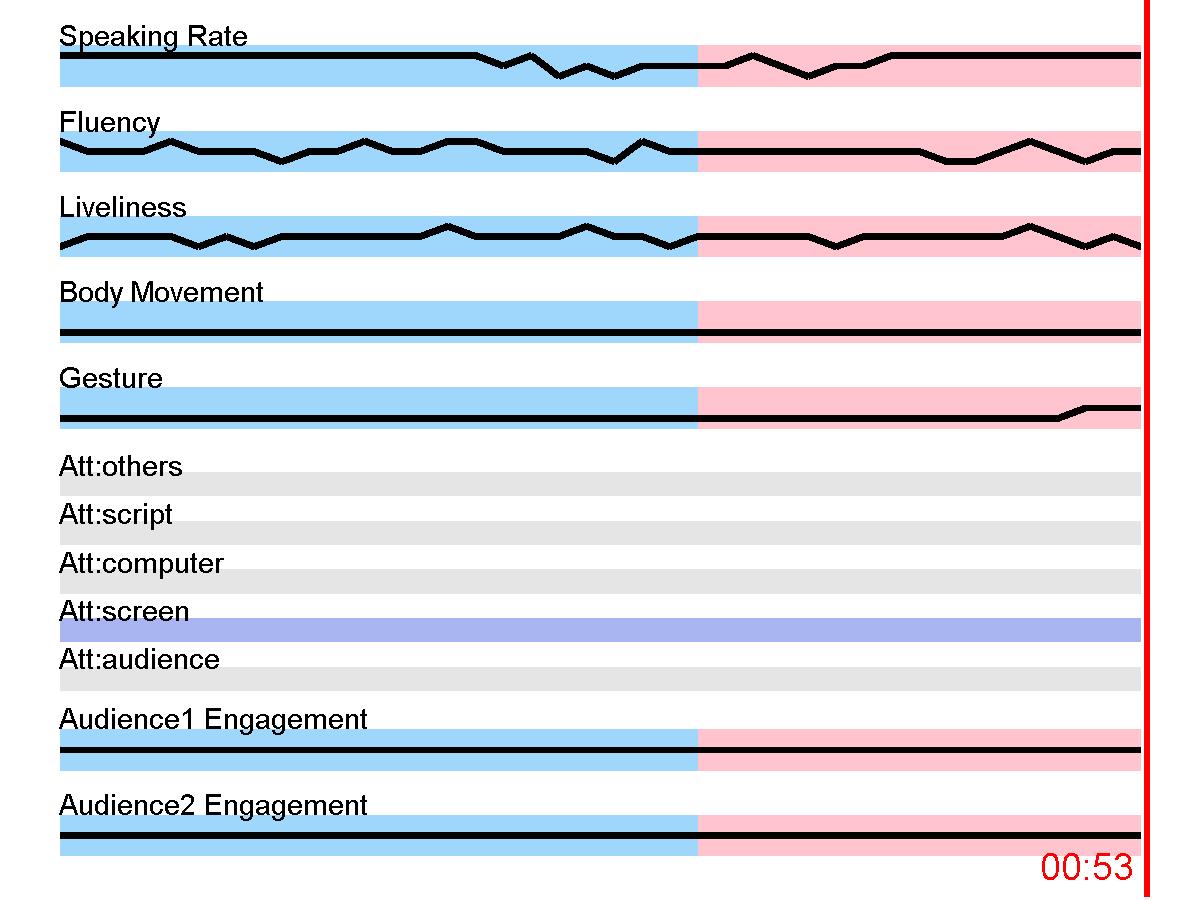 Speaking Rate
Fluency
Liveliness
Body Movement
Gesture
Att:others
Att:script
Att:computer
Att:screen
Att:audience
Audience1 Engagement
Audience2 Engagement
00:53